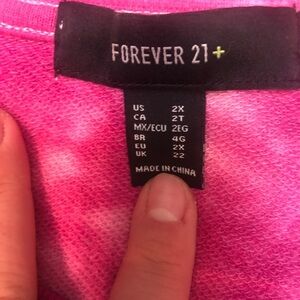 FOREVER 21+
US 2X
CA 2T
MX/ECU 2EG
BR 4G
EU 2X
UK 22
MADE IN CHINA